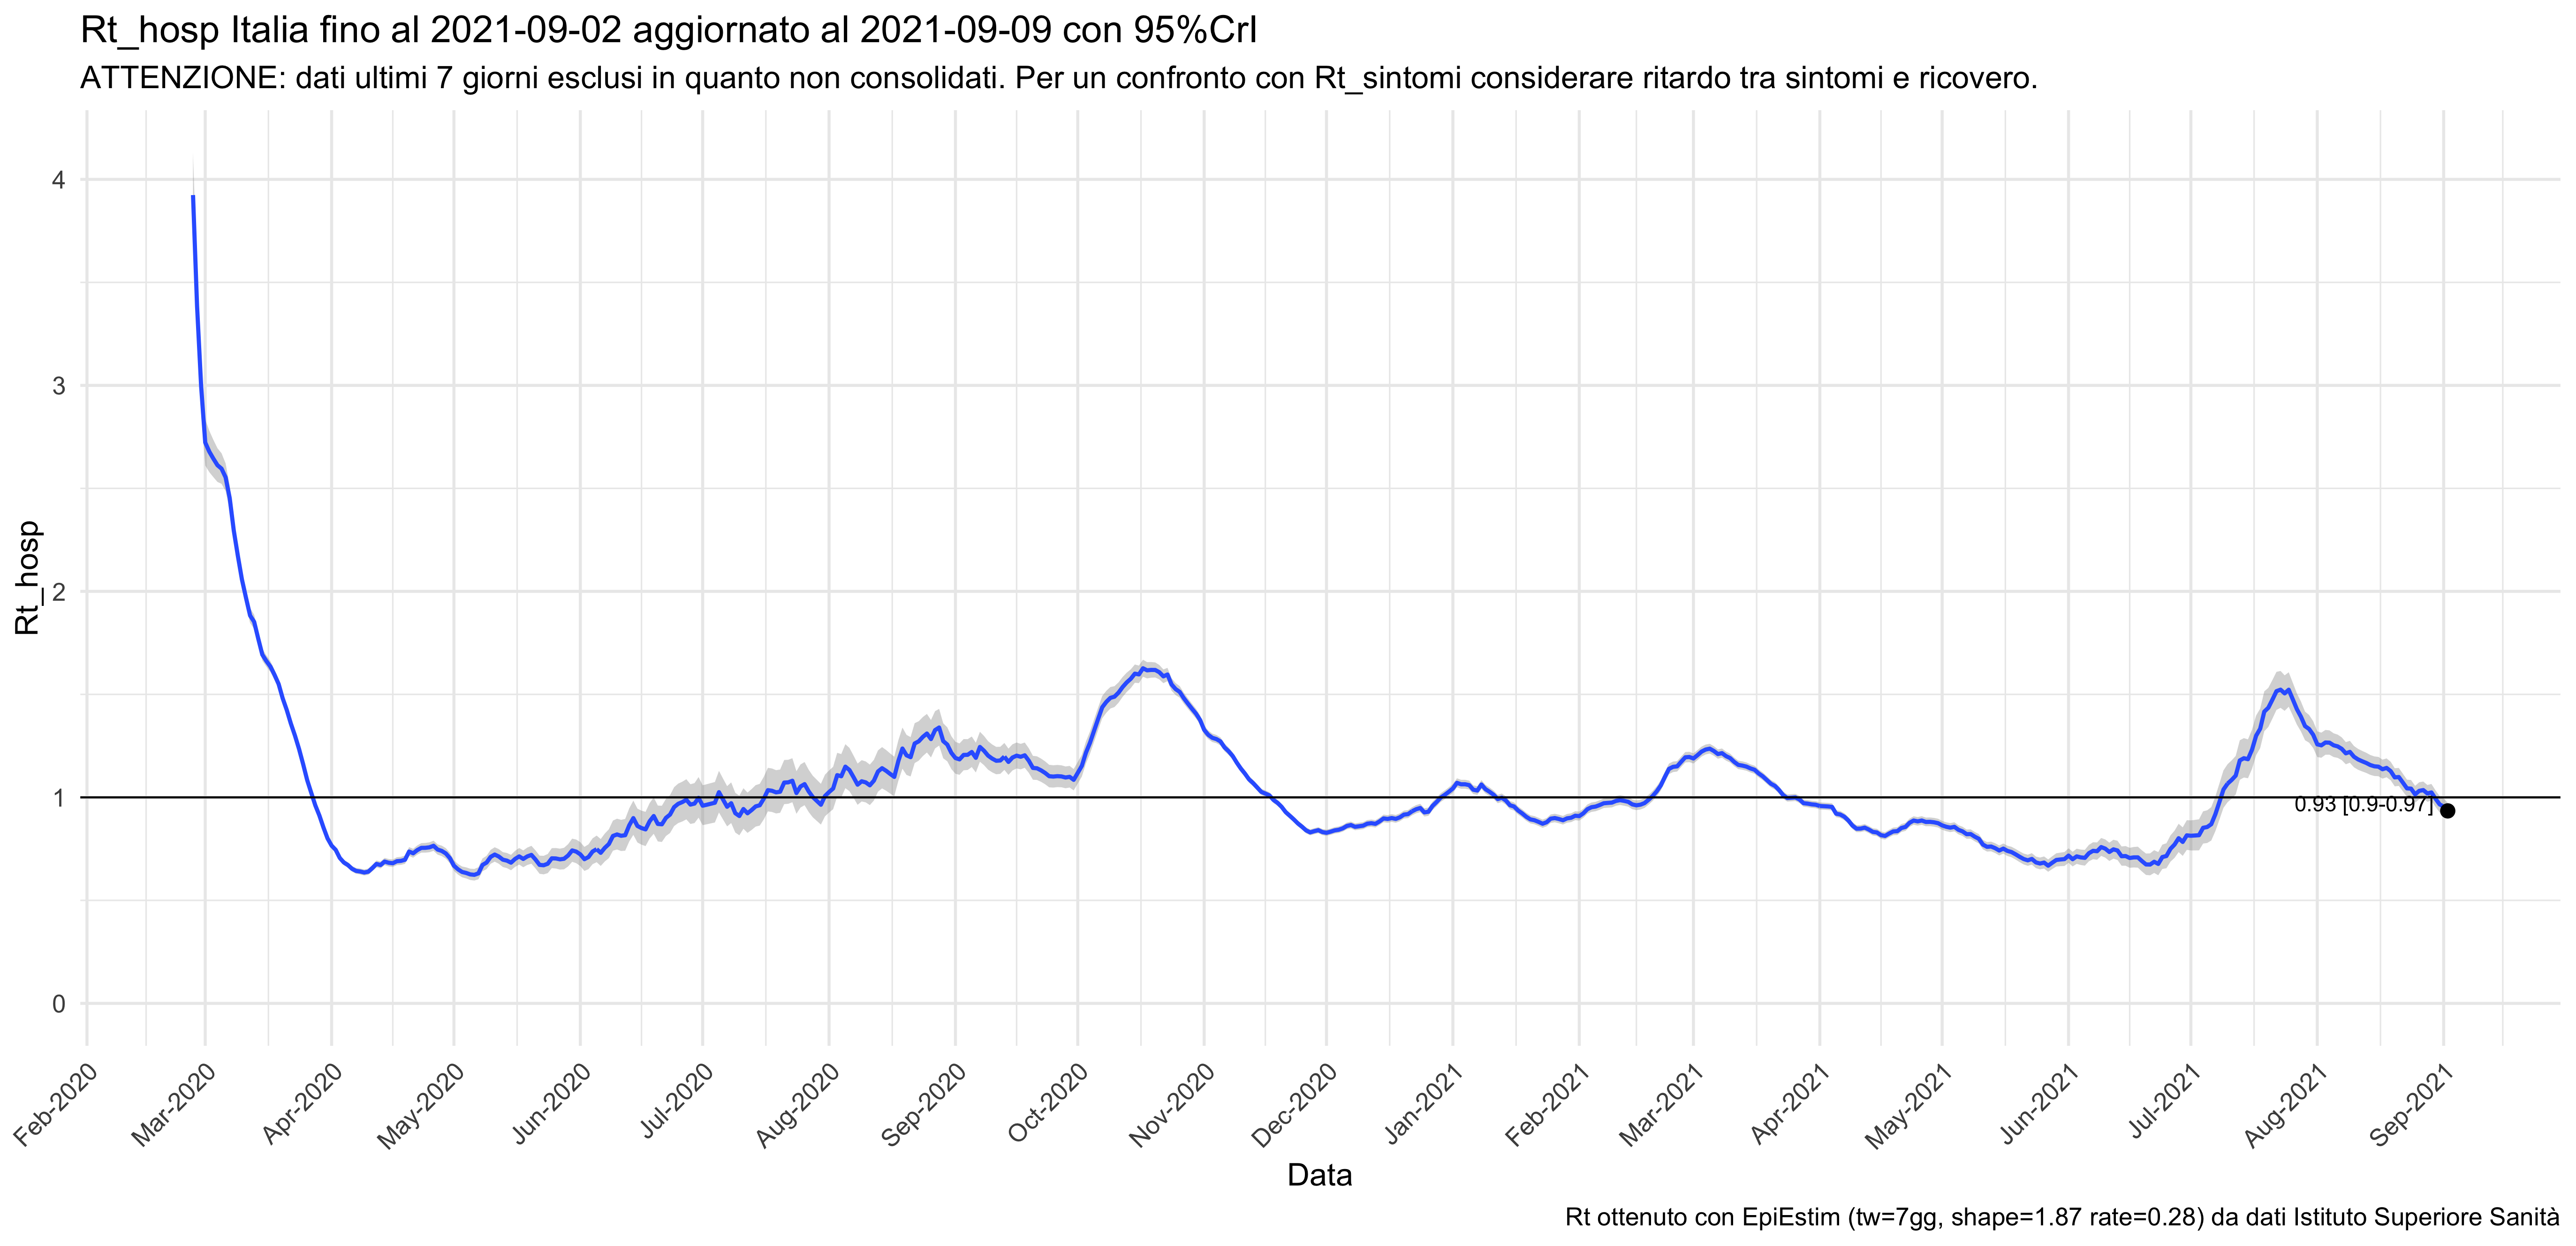 Rt_hosp Italia fino al 2021-09-02 aggiornato al 2021-09-09 con 95%CrI
ATTENZIONE: dati ultimi 7 giorni esclusi in quanto non consolidati. Per un confronto con Rt_sintomi considerare ritardo tra sintomi e ricovero.
Rt_hosp
4
3
2
1
0
0.93 [0.9-0.97]
Feb-2020
Mar-2020
Apr-2020
May-2020
Jun-2020
Jul-2020
Aug-2020
Sep-2020
Oct-2020
Nov-2020
Dec-2020
Jan-2021
Feb-2021
Mar-2021
Apr-2021
May-2021
Jun-2021
Jul-2021
Aug-2021
Sep-2021
Data
Rt ottenuto con EpiEstim (tw=7gg, shape=1.87 rate=0.28) da dati Istituto Superiore Sanità